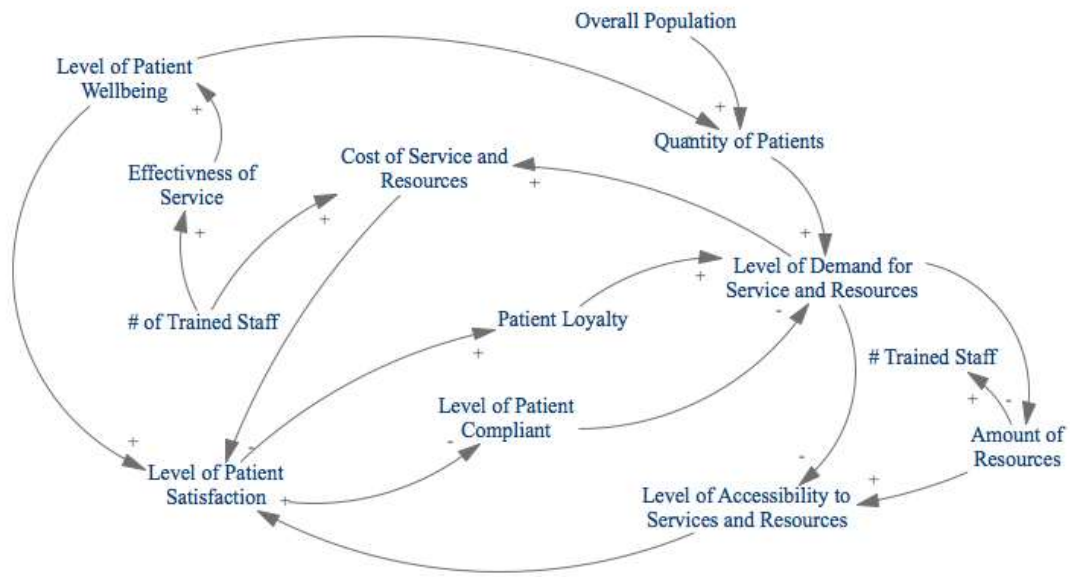 Overall Population
Level of Patient
Wellbeing
+
+
Quantity of Patients
Cost of Service and
Resources
+
Effectivness of
Service
+
+
+
Level of Demand for
Service and Resources
+
-
# of Trained Staff
Patient Loyalty
+
# Trained Staff
+
-
Level of Patient
Compliant
-
Amount of
Resources
+
-
Level of Patient
Satisfaction
+
-
+
Level of Accessibility to
Services and Resources